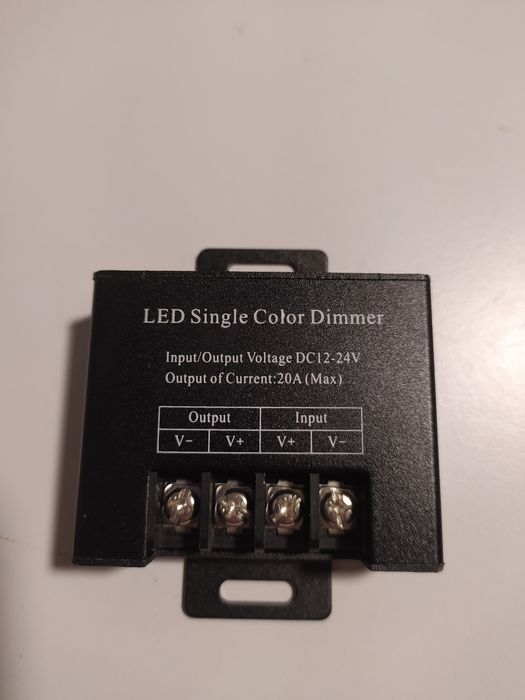 LED Single Color Dimmer
Input/Output Voltage DC12-24V
Output of Current:20A(Max)
Output Input
V- V+ V+ V-